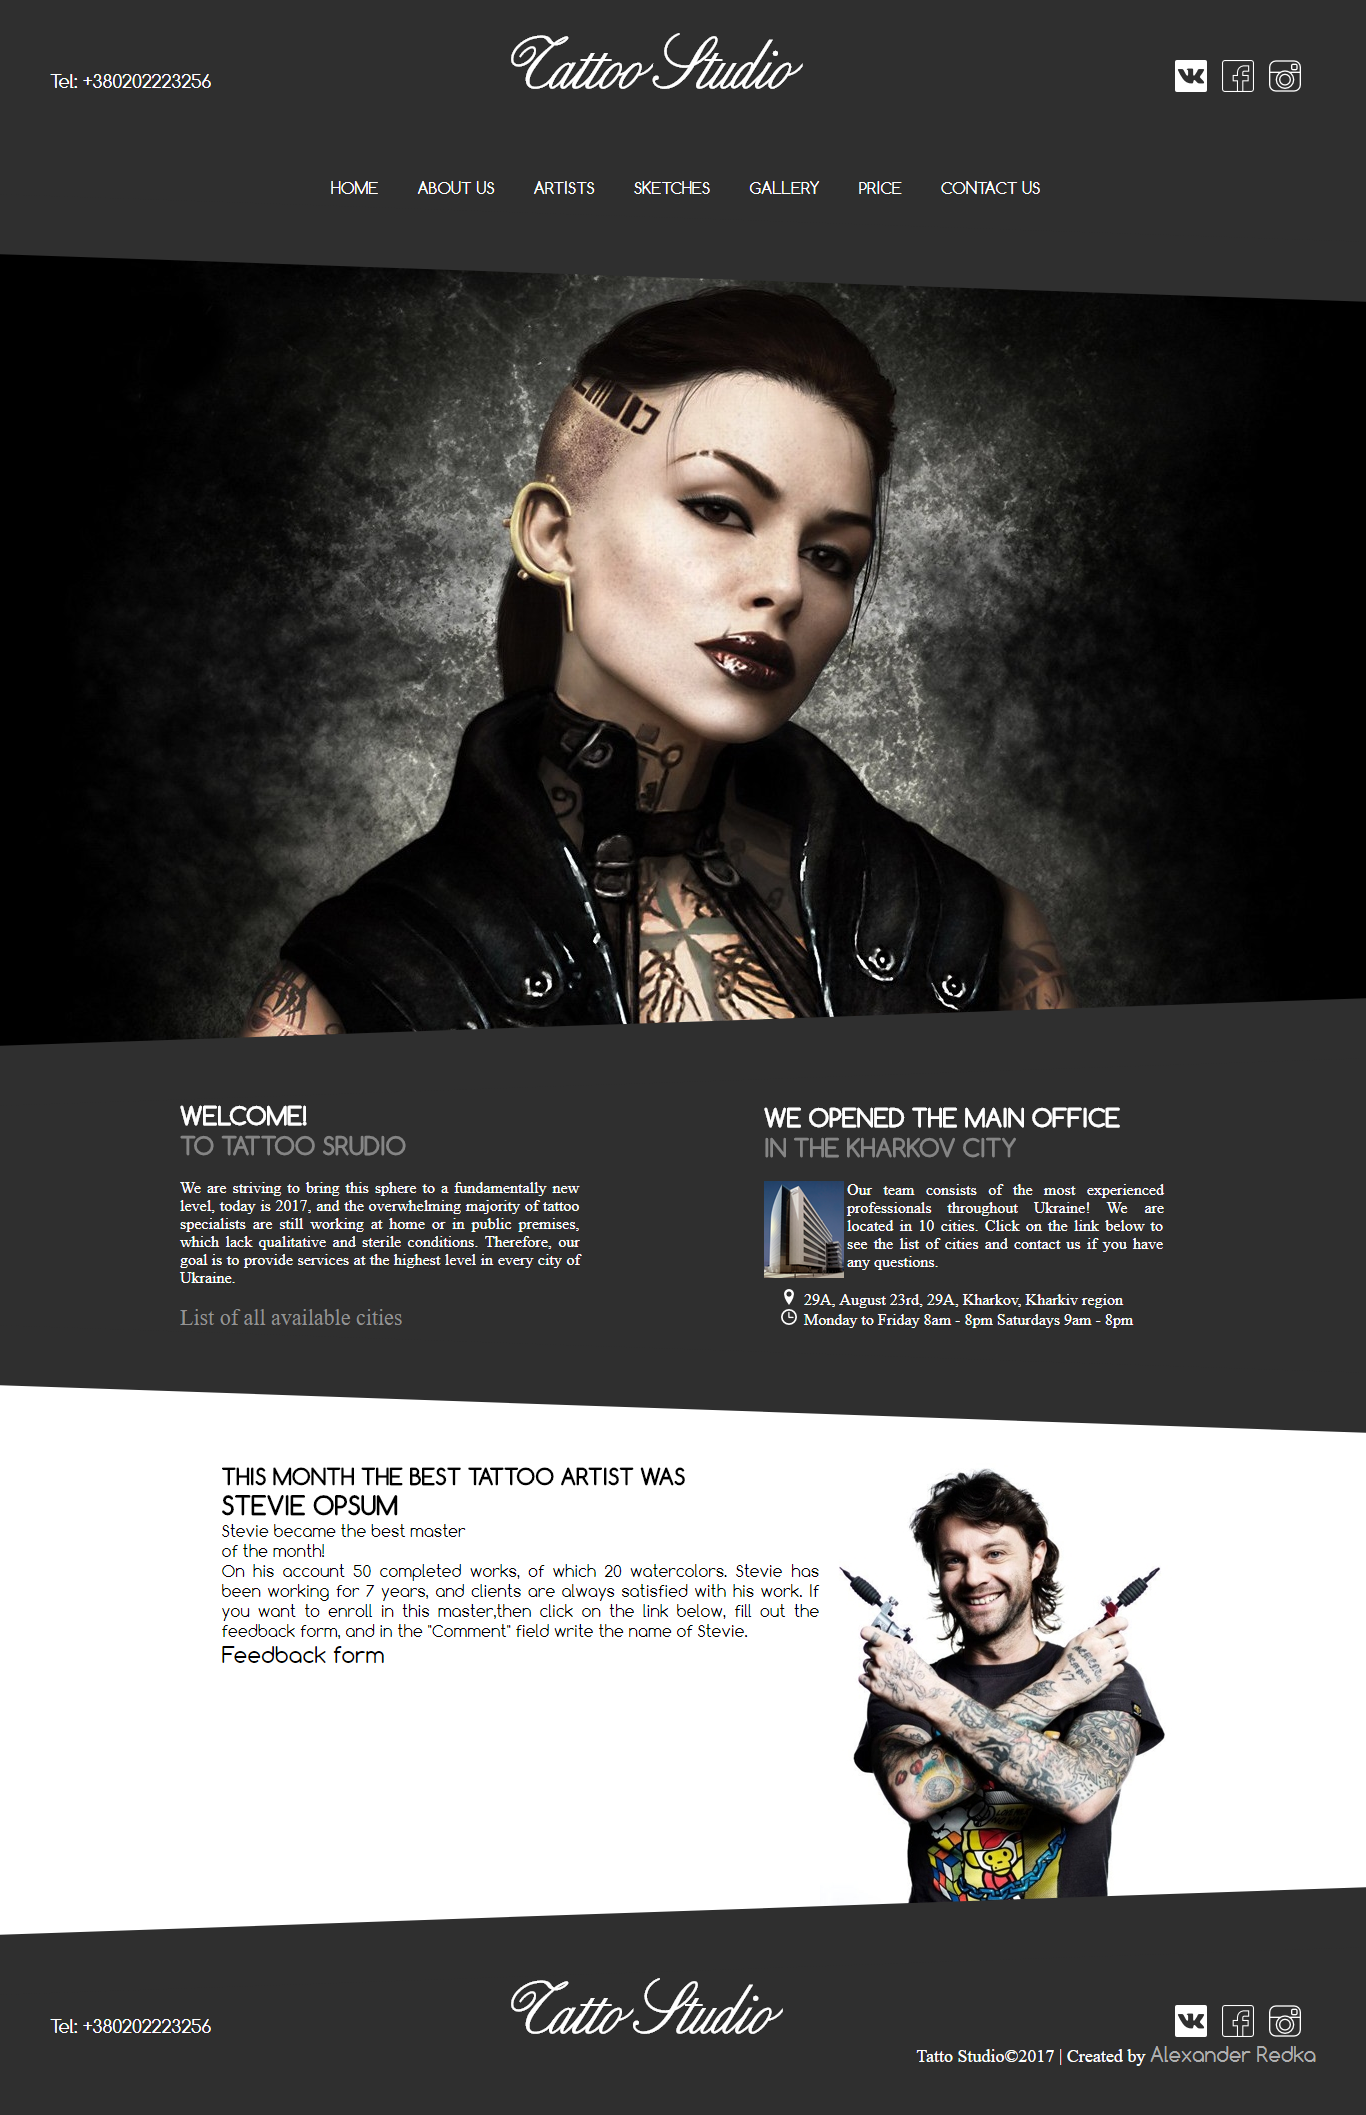 Tattoo Studio
Tel: +380202223256
HOME ABOUT US ARTISTS SKETCHES GALLERY PRICE CONTACT US
WELCOME!
TO TATTOO SRUDIO
We are striving to bring this sphere to a fundamentally new
level, today is 2017, and the overwhelming majority of tattoo
specialists are still working at home or in public premises,
which lack qualitative and sterile conditions. Therefore, our
goal is to provide services at the highest level in every city of
Ukraine.
List of all available cities
WE OPENED THE MAIN OFFICE
IN THE KHARKOV CITY
Our team consists of the most experienced
professionals throughout Ukraine! We are
located in 10 cities. Click on the link below to
see the list of cities and contact us if you have
any questions.
29A, August 23rd, 29A, Kharkov, Kharkiv region
Monday to Friday 8am - 8pm Saturdays 9am - 8pm
THIS MONTH THE BEST TATTOO ARTIST WAS
STEVIE OPSUM
Stevie became the best master
of the month!
On his account 50 completed works, of which 20 watercolors. Stevie has
been working for 7 years, and clients are always satisfied with his work. If
you want to enroll in this master,then click on the link below, fill out the
feedback form, and in the "Comment" field write the name of Stevie.
Feedback form
Tatto Studio
Tel: +380202223256
Tatto Studio©2017 | Created by Alexander Redka